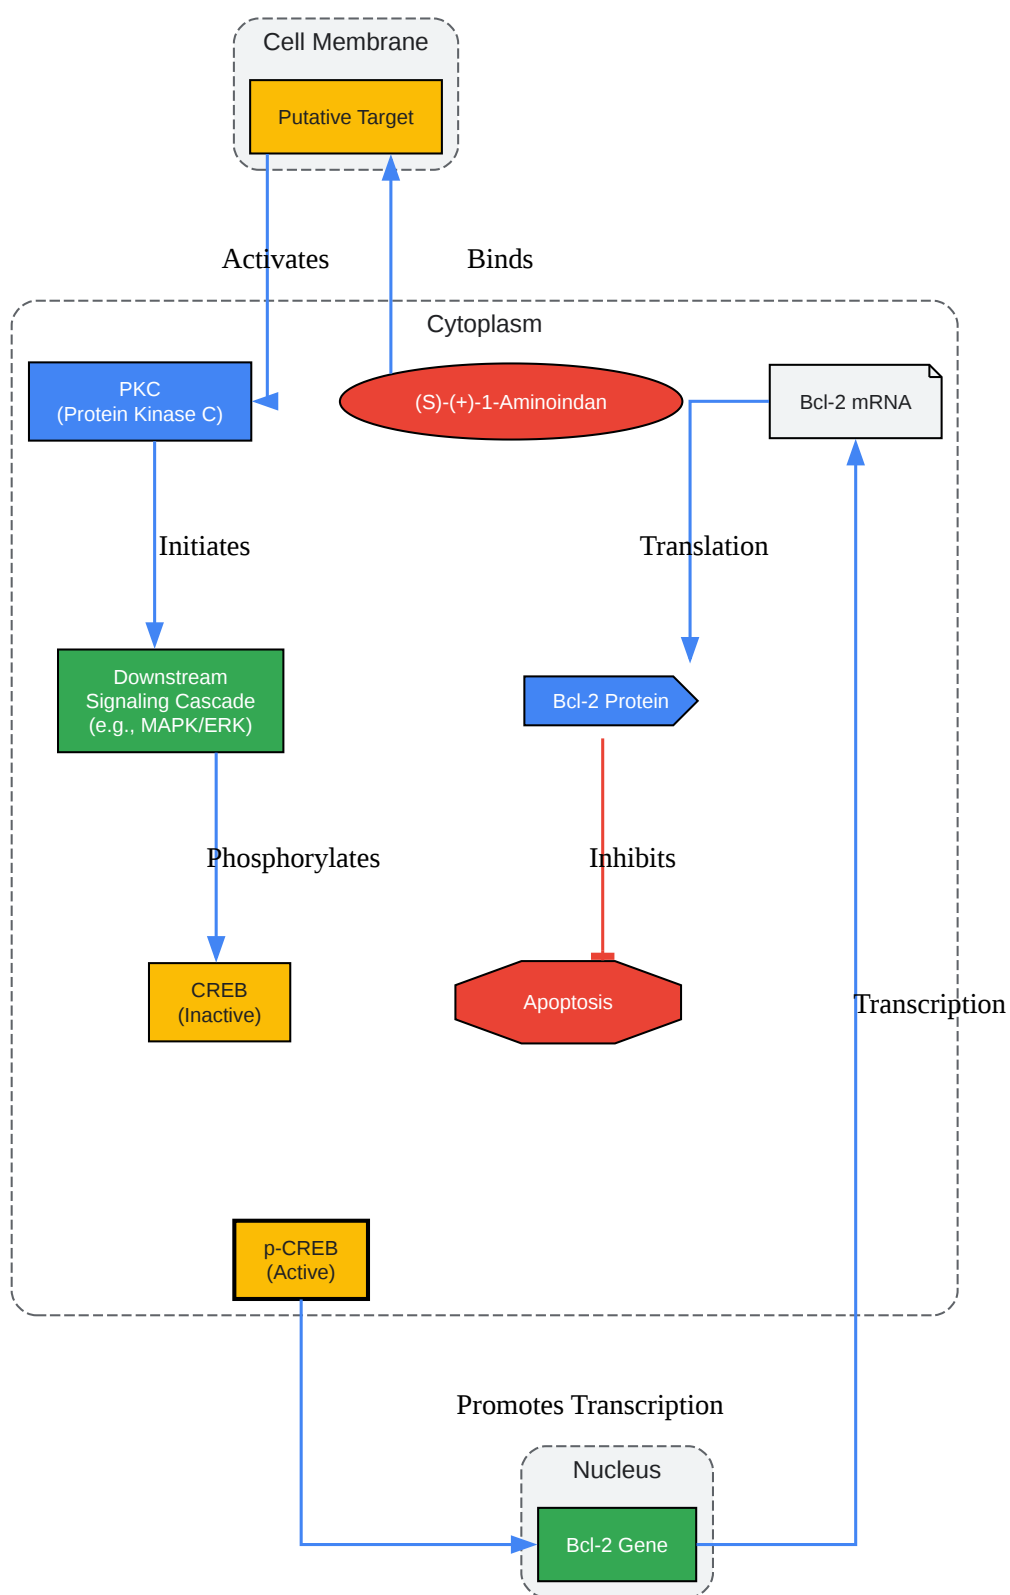 Cell Membrane
Putative Target
Activates
Binds
Cytoplasm
PKC
(Protein Kinase C)
(S)-(+)-1-Aminoindan
Bcl-2 mRNA
Initiates
Translation
Downstream
Signaling Cascade
(e.g., MAPK/ERK)
Bcl-2 Protein
Phosphorylates
Inhibits
CREB
(Inactive)
Apoptosis
Transcription
p-CREB
(Active)
Promotes Transcription
Nucleus
Bcl-2 Gene